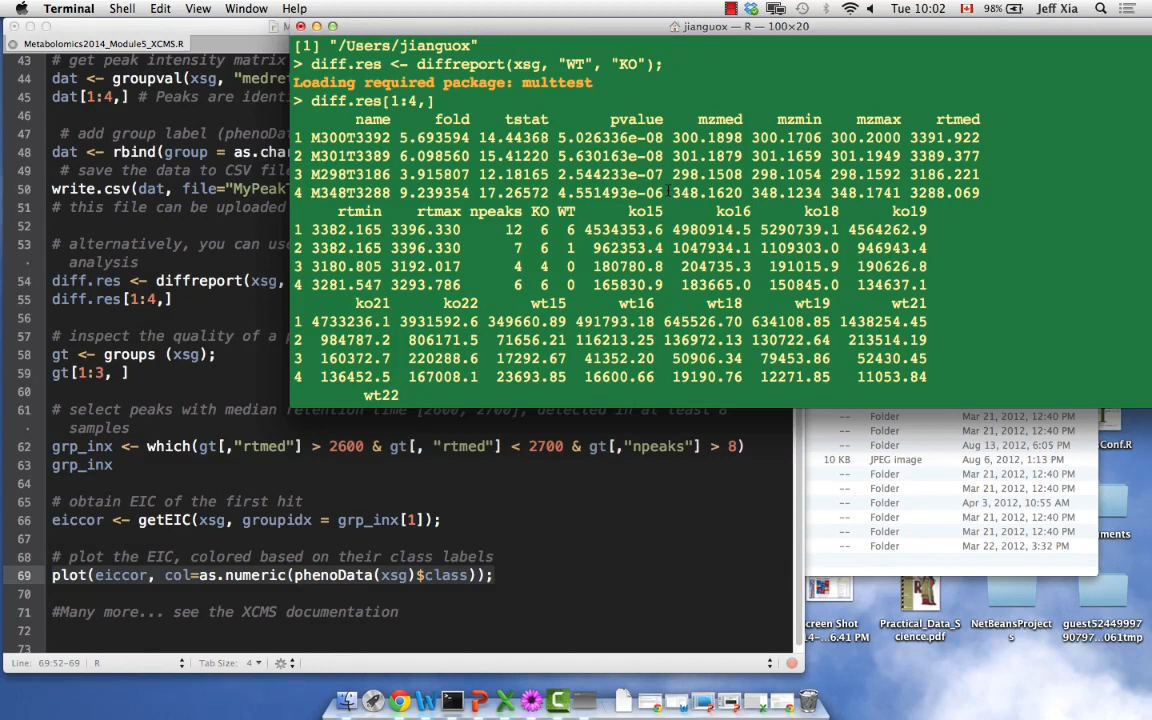 Terminal Shell Edit View Window Help 98% Tue 10:02 Jeff Xia
Metabolomics2014_Module5_XCMS.R
jianguox — R — 100×20
[1] "/Users/jianguox"
> diff.res <- diffreport(xsg, "WT", "KO");
Loading required package: multtest
> diff.res[1:4,]
name fold tstat pvalue mzmed mzmin mzmax rtmed
1 M300T3392 5.693594 14.44368 5.026336e-08 300.1898 300.1706 300.2000 3391.922
2 M301T3389 6.098560 15.41220 5.630163e-08 301.1879 301.1659 301.1949 3389.377
3 M298T3186 3.915807 12.18165 2.544233e-07 298.1508 298.1054 298.1592 3186.221
4 M348T3288 9.239354 17.26572 4.551493e-06 348.1620 348.1234 348.1741 3288.069
rtmin rtmax npeaks KO WT ko15 ko16 ko18 ko19
1 3382.165 3396.330 12 6 6 4534353.6 4980914.5 5290739.1 4564262.9
2 3382.165 3396.330 7 6 1 962353.4 1047934.1 1109303.0 946943.4
3 3180.805 3192.017 4 4 0 180780.8 204735.3 191015.9 190626.8
4 3281.547 3293.786 6 6 0 165830.9 183665.0 150845.0 134637.1
ko21 ko22 wt15 wt16 wt18 wt19 wt21
1 4733236.1 3931592.6 349660.89 491793.18 645526.70 634108.85 1438254.45
2 984787.2 806171.5 71656.21 116213.25 136972.13 130722.64 213514.19
3 160372.7 220288.6 17292.67 41352.20 50906.34 79453.86 52430.45
4 136452.5 167008.1 23693.85 16600.66 19190.76 12271.85 11053.84
wt22
43 # get peak intensity matrix
44 dat <- groupval(xsg, "medret
45 dat[1:4,] # Peaks are ident
46
47 # add group label (phenoDat
48 dat <- rbind(group = as.char
49 # save the data to CSV file
50 write.csv(dat, file="MyPeakT
51 # this file can be uploaded
52
53 # alternatively, you can use
· analysis
54 diff.res <- diffreport(xsg,
55 diff.res[1:4,]
56
57 # inspect the quality of a p
58 gt <- groups (xsg);
59 gt[1:3, ]
60
61 # select peaks with median retention time [2600, 2700], detected in at least 8
· samples
62 grp_inx <- which(gt[,"rtmed"] > 2600 & gt[, "rtmed"] < 2700 & gt[,"npeaks"] > 8)
63 grp_inx
64
65 # obtain EIC of the first hit
66 eiccor <- getEIC(xsg, groupidx = grp_inx[1]);
67
68 # plot the EIC, colored based on their class labels
69 plot(eiccor, col=as.numeric(phenoData(xsg)$class));
70
71 #Many more... see the XCMS documentation
72
73
Line: 69:52-69 R Tab Size: 4
-- Folder Mar 21, 2012, 12:40 PM
-- Folder Mar 21, 2012, 12:40 PM
-- Folder Aug 13, 2012, 6:05 PM
10 KB JPEG image Aug 6, 2012, 1:13 PM
-- Folder Mar 21, 2012, 12:40 PM
-- Folder Mar 21, 2012, 12:40 PM
-- Folder Apr 3, 2012, 10:55 AM
-- Folder Mar 21, 2012, 12:40 PM
-- Folder Mar 21, 2012, 12:40 PM
-- Folder Mar 22, 2012, 3:32 PM
Conf.R
uments
creen Shot
14-...6.41 PM
Practical_Data_S
cience.pdf
NetBeansProject
s
guest52449997
90797...061tmp